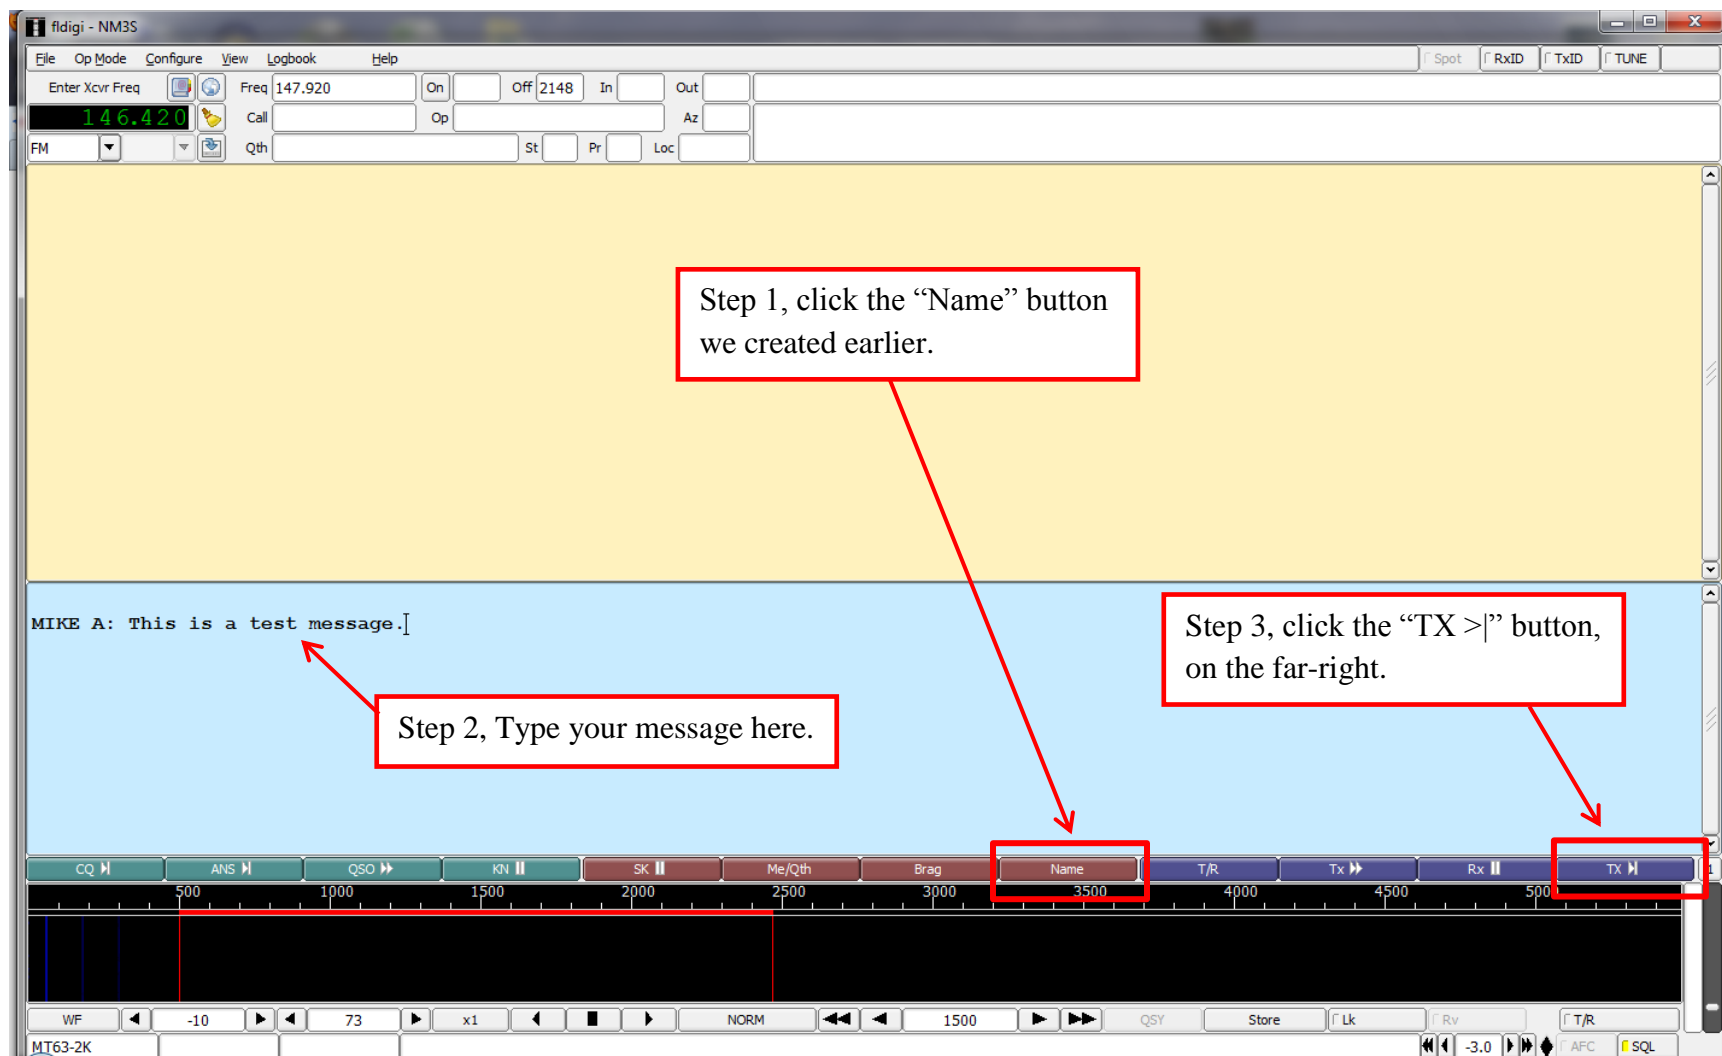 fldigi - NM3S
File Op Mode Configure View Logbook Help Spot RxID TxID TUNE
Enter Xcvr Freq Freq 147.920 On Off 2148 In Out
146.420 Call Op Az
FM Qth St Pr Loc
Step 1, click the “Name” button
we created earlier.
MIKE A: This is a test message.
Step 3, click the “TX >|” button,
on the far-right.
Step 2, Type your message here.
CQ ANS QSO KN SK Me/Qth Brag Name T/R Tx Rx TX 1
500 1000 1500 2000 2500 3000 3500 4000 4500 500
WF -10 73 x1 NORM 1500 QSY Store Lk Rv T/R
MT63-2K -3.0 AFC SQL